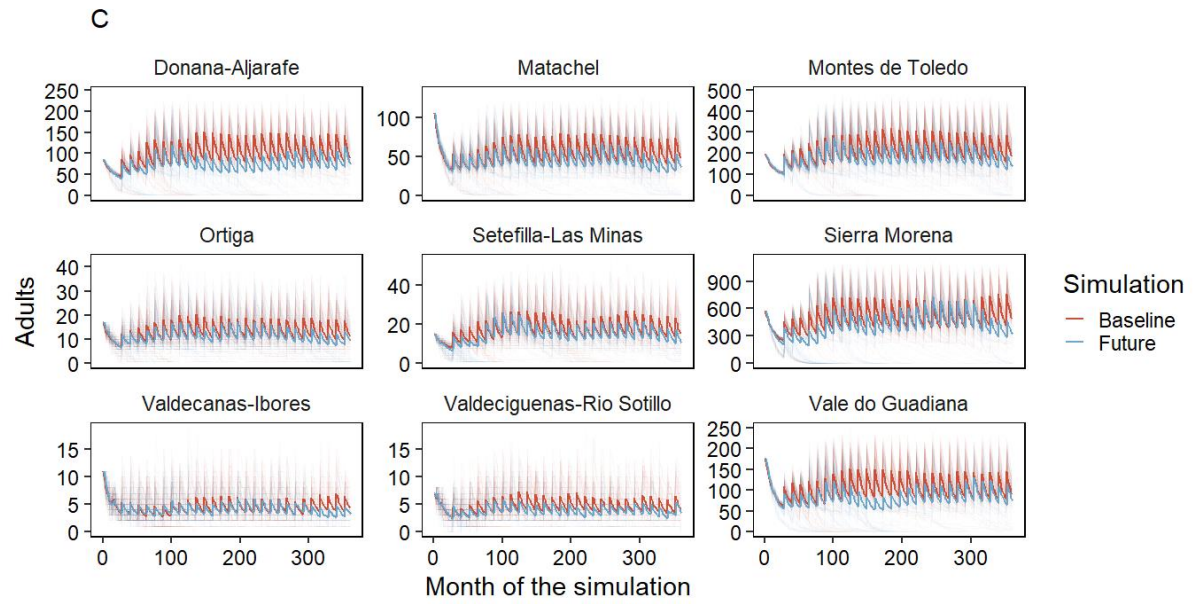 C
Donana-Aljarafe
Matachel
Montes de Toledo
250
200
150
100
50
0
100
50
0
500
400
300
200
100
0
Ortiga
Setefilla-Las Minas
Sierra Morena
40
30
20
10
0
40
20
0
900
600
300
0
Valdecanas-Ibores
Valdeciguenas-Rio Sotillo
Vale do Guadiana
15
10
5
0
15
10
5
0
250
200
150
100
50
0
0 100 200 300
0 100 200 300
0 100 200 300
Adults
Month of the simulation
Simulation
Baseline
Future